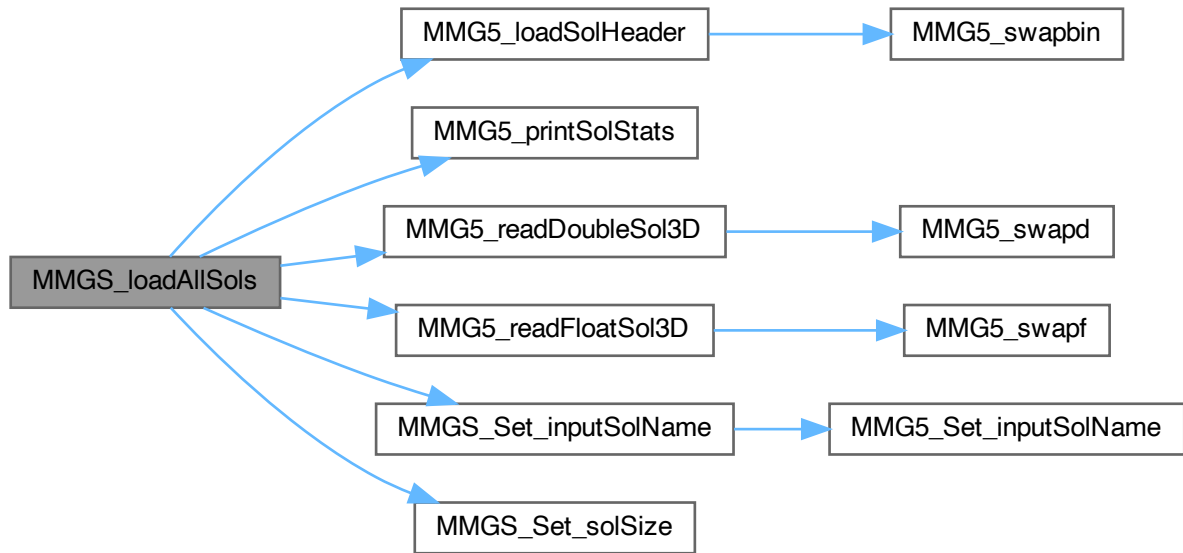 MMG5_loadSolHeader
MMG5_swapbin
MMG5_printSolStats
MMG5_readDoubleSol3D
MMG5_swapd
MMGS_loadAllSols
MMG5_readFloatSol3D
MMG5_swapf
MMGS_Set_inputSolName
MMG5_Set_inputSolName
MMGS_Set_solSize